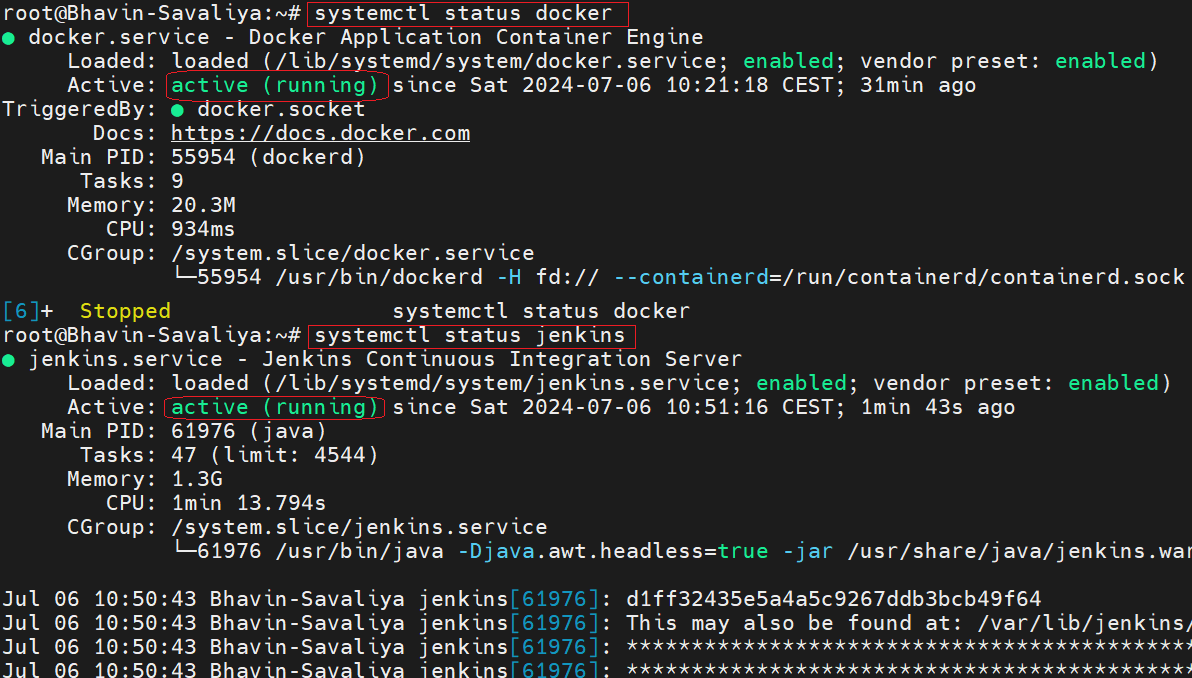 root@Bhavin-Savaliya:~# systemctl status docker
● docker.service - Docker Application Container Engine
     Loaded: loaded (/lib/systemd/system/docker.service; enabled; vendor preset: enabled)
     Active: active (running) since Sat 2024-07-06 10:21:18 CEST; 31min ago
TriggeredBy: ● docker.socket
       Docs: https://docs.docker.com
   Main PID: 55954 (dockerd)
      Tasks: 9
     Memory: 20.3M
        CPU: 934ms
     CGroup: /system.slice/docker.service
             └─55954 /usr/bin/dockerd -H fd:// --containerd=/run/containerd/containerd.sock
[6]+  Stopped                 systemctl status docker
root@Bhavin-Savaliya:~# systemctl status jenkins
● jenkins.service - Jenkins Continuous Integration Server
     Loaded: loaded (/lib/systemd/system/jenkins.service; enabled; vendor preset: enabled)
     Active: active (running) since Sat 2024-07-06 10:51:16 CEST; 1min 43s ago
   Main PID: 61976 (java)
      Tasks: 47 (limit: 4544)
     Memory: 1.3G
        CPU: 1min 13.794s
     CGroup: /system.slice/jenkins.service
             └─61976 /usr/bin/java -Djava.awt.headless=true -jar /usr/share/java/jenkins.war
Jul 06 10:50:43 Bhavin-Savaliya jenkins[61976]: d1ff32435e5a4a5c9267ddb3bcb49f64
Jul 06 10:50:43 Bhavin-Savaliya jenkins[61976]: This may also be found at: /var/lib/jenkins/
Jul 06 10:50:43 Bhavin-Savaliya jenkins[61976]: ********************************************
Jul 06 10:50:43 Bhavin-Savaliya jenkins[61976]: ********************************************